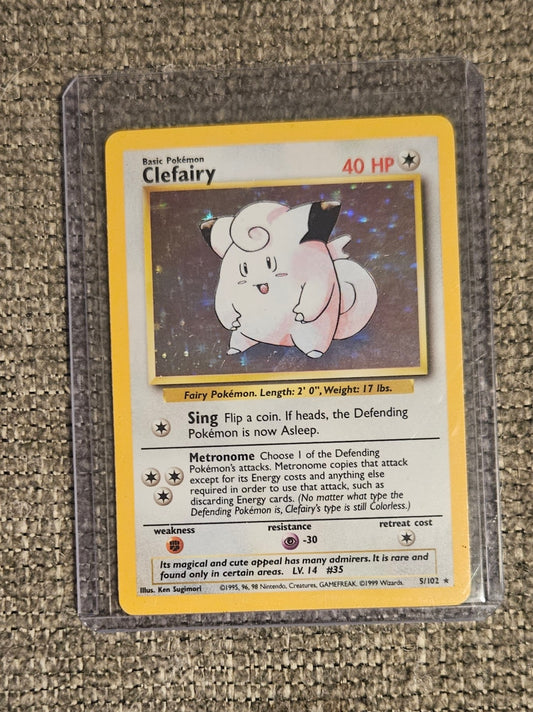 Basic Pokémon
Clefairy
40 HP
Fairy Pokémon. Length: 2' 0", Weight: 17 lbs.
Sing Flip a coin. If heads, the Defending
Pokémon is now Asleep.
Metronome Choose 1 of the Defending
Pokémon's attacks. Metronome copies that attack
except for its Energy costs and anything else
required in order to use that attack, such as
discarding Energy cards. (No matter what type the
Defending Pokémon is, Clefairy's type is still Colorless.)
weakness resistance retreat cost
-30
Its magical and cute appeal has many admirers. It is rare and
found only in certain areas. LV. 14 #35
Illus. Ken Sugimori ©1995, 96, 98 Nintendo, Creatures, GAMEFREAK. ©1999 Wizards. 5/102 ★